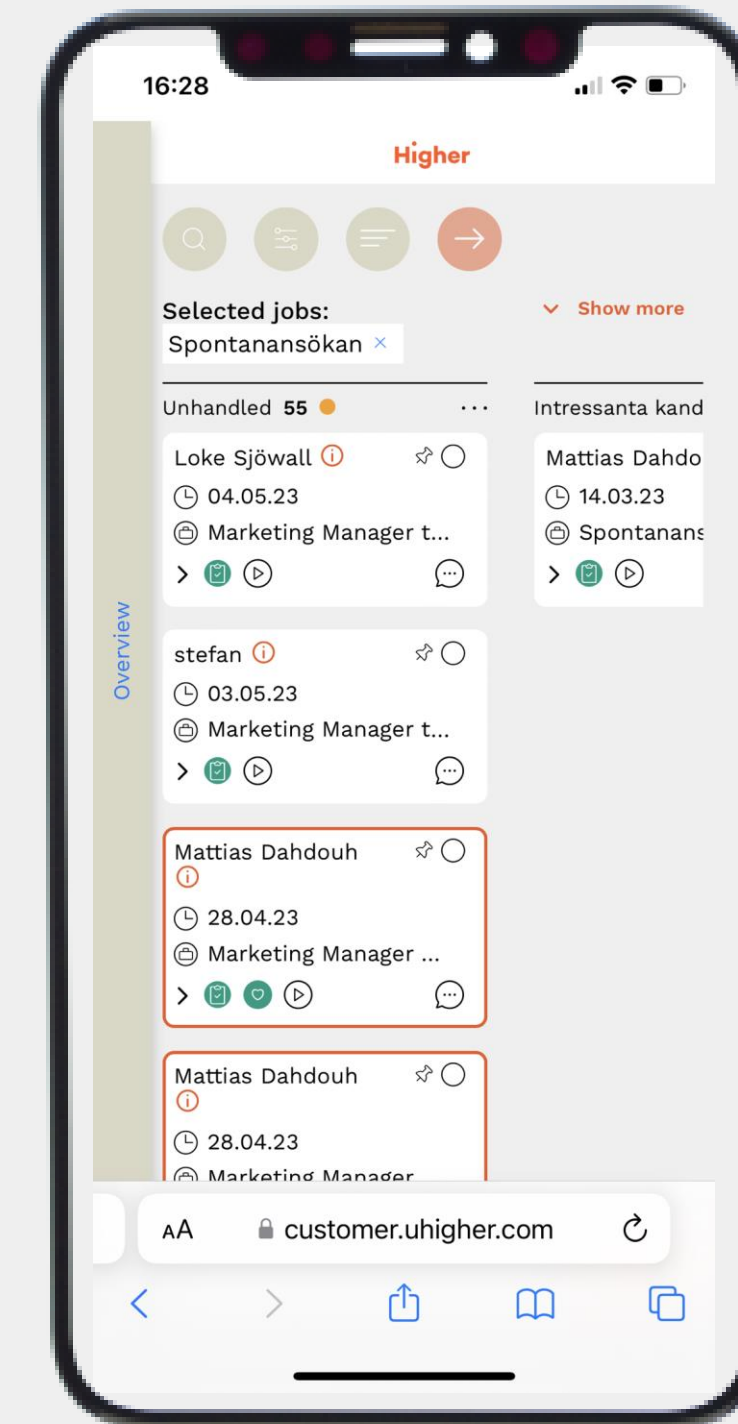 16:28
Higher
Selected jobs:
Show more
Spontanansökan ×
Unhandled 55
...
Intressanta kand
Loke Sjöwall
04.05.23
Marketing Manager t...
Mattias Dahdo
14.03.23
Spontanans
stefan
03.05.23
Marketing Manager t...
Overview
Mattias Dahdouh
28.04.23
Marketing Manager ...
Mattias Dahdouh
28.04.23
Marketing Manager
AA customer.uhigher.com